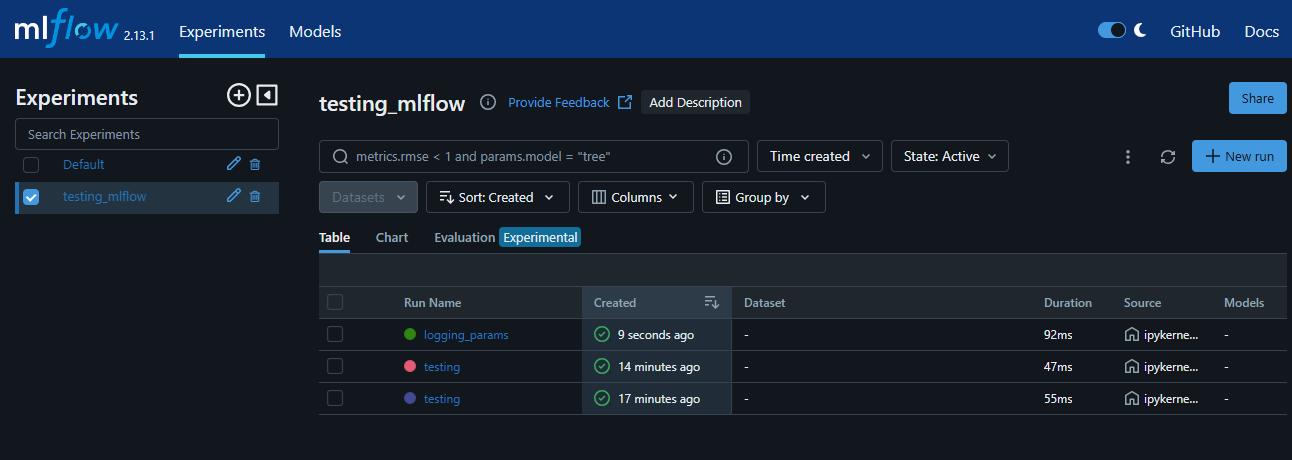 mlflow 2.13.1 Experiments Models GitHub Docs
Experiments
Search Experiments
Default
testing_mlflow
testing_mlflow Provide Feedback Add Description Share
metrics.rmse < 1 and params.model = "tree" Time created State: Active New run
Datasets Sort: Created Columns Group by
Table Chart Evaluation Experimental
Run Name Created Dataset Duration Source Models
logging_params 9 seconds ago - 92ms ipykerne... -
testing 14 minutes ago - 47ms ipykerne... -
testing 17 minutes ago - 55ms ipykerne... -